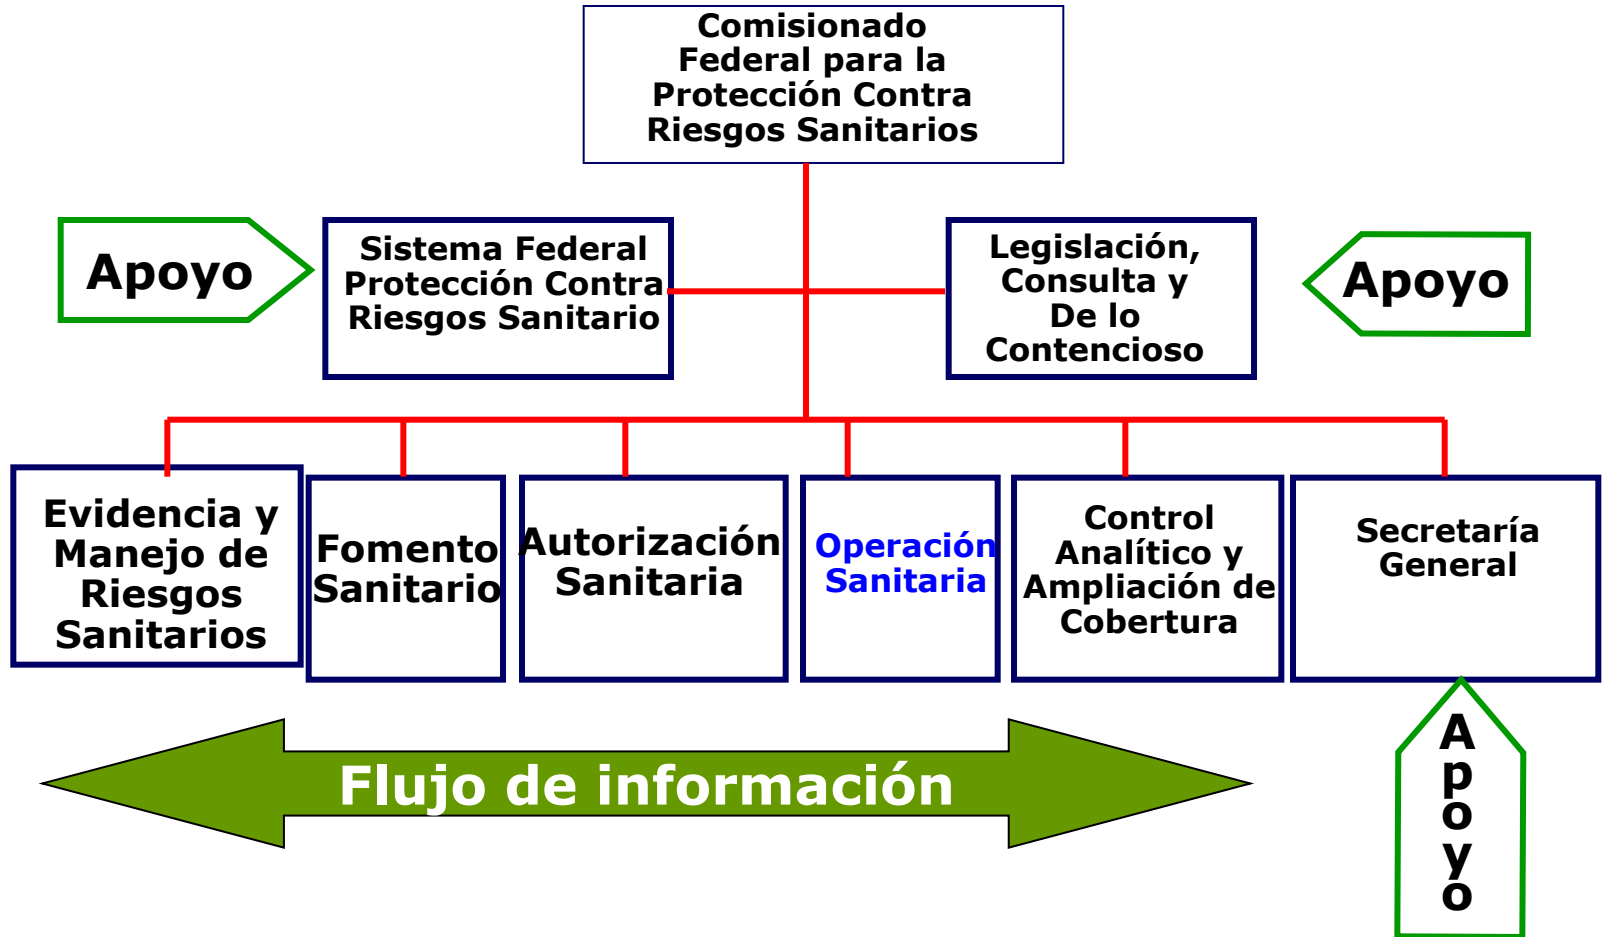 Comisionado
Federal para la
Protección Contra
Riesgos Sanitarios
Apoyo
Sistema Federal
Protección Contra
Riesgos Sanitario
Legislación,
Consulta y
De lo
Contencioso
Apoyo
Evidencia y
Manejo de
Riesgos
Sanitarios
Fomento
Sanitario
Autorización
Sanitaria
Operación
Sanitaria
Control
Analítico y
Ampliación de
Cobertura
Secretaría
General
Flujo de información
Apoyo